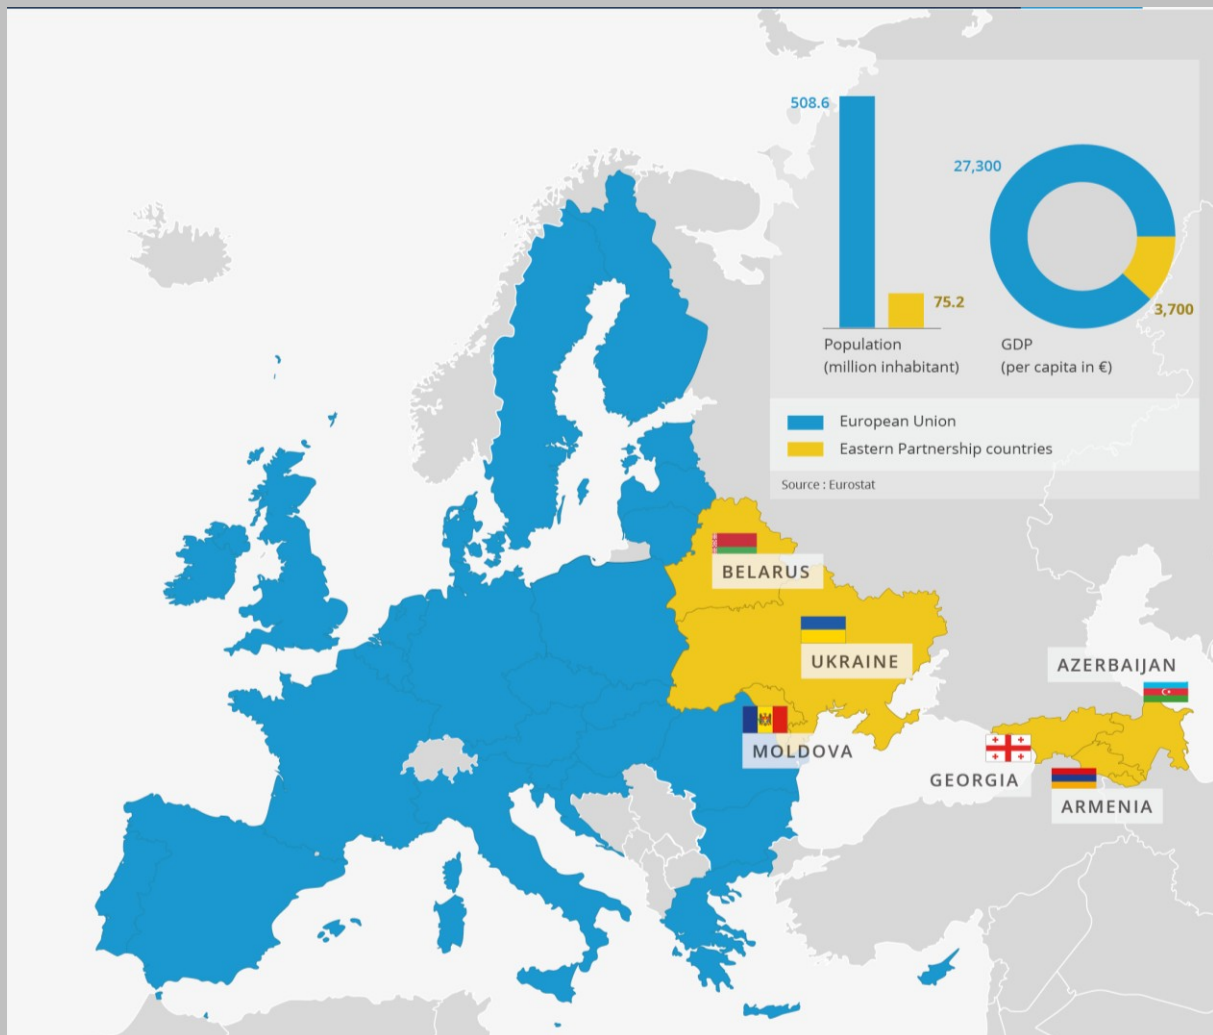 508.6
27,300
75.2
3,700
Population
(million inhabitant)
GDP
(per capita in €)
European Union
Eastern Partnership countries
Source : Eurostat
BELARUS
UKRAINE
AZERBAIJAN
MOLDOVA
GEORGIA
ARMENIA